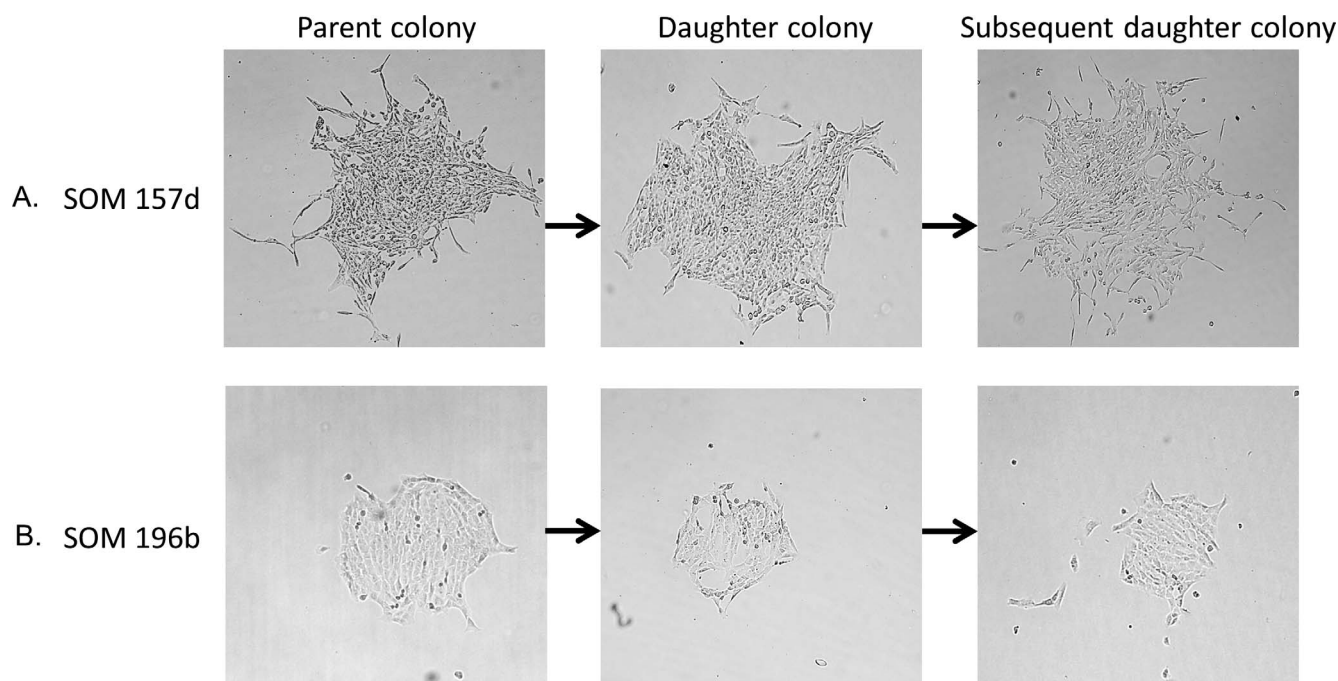 Parent colony
Daughter colony
Subsequent daughter colony
A. SOM 157d
B. SOM 196b